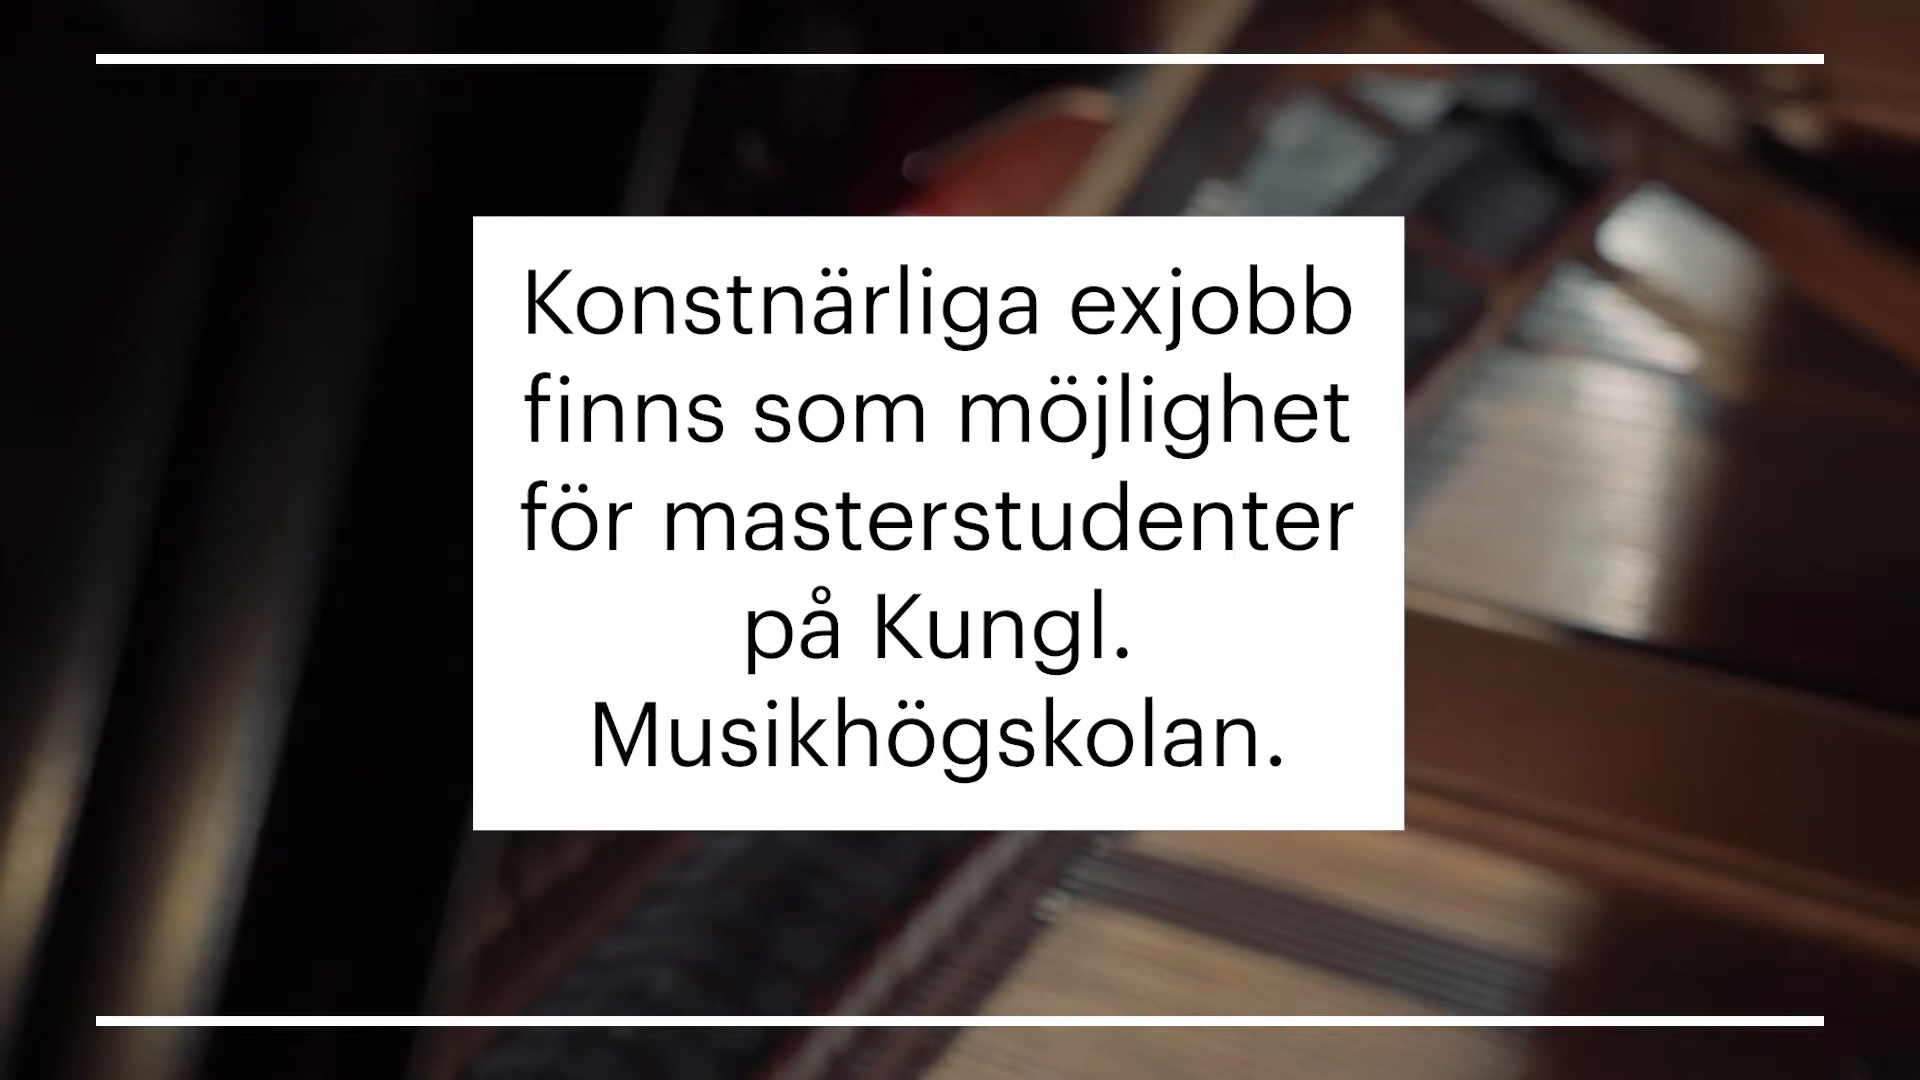 Konstnärliga exjobb
finns som möjlighet
för masterstudenter
på Kungl.
Musikhögskolan.